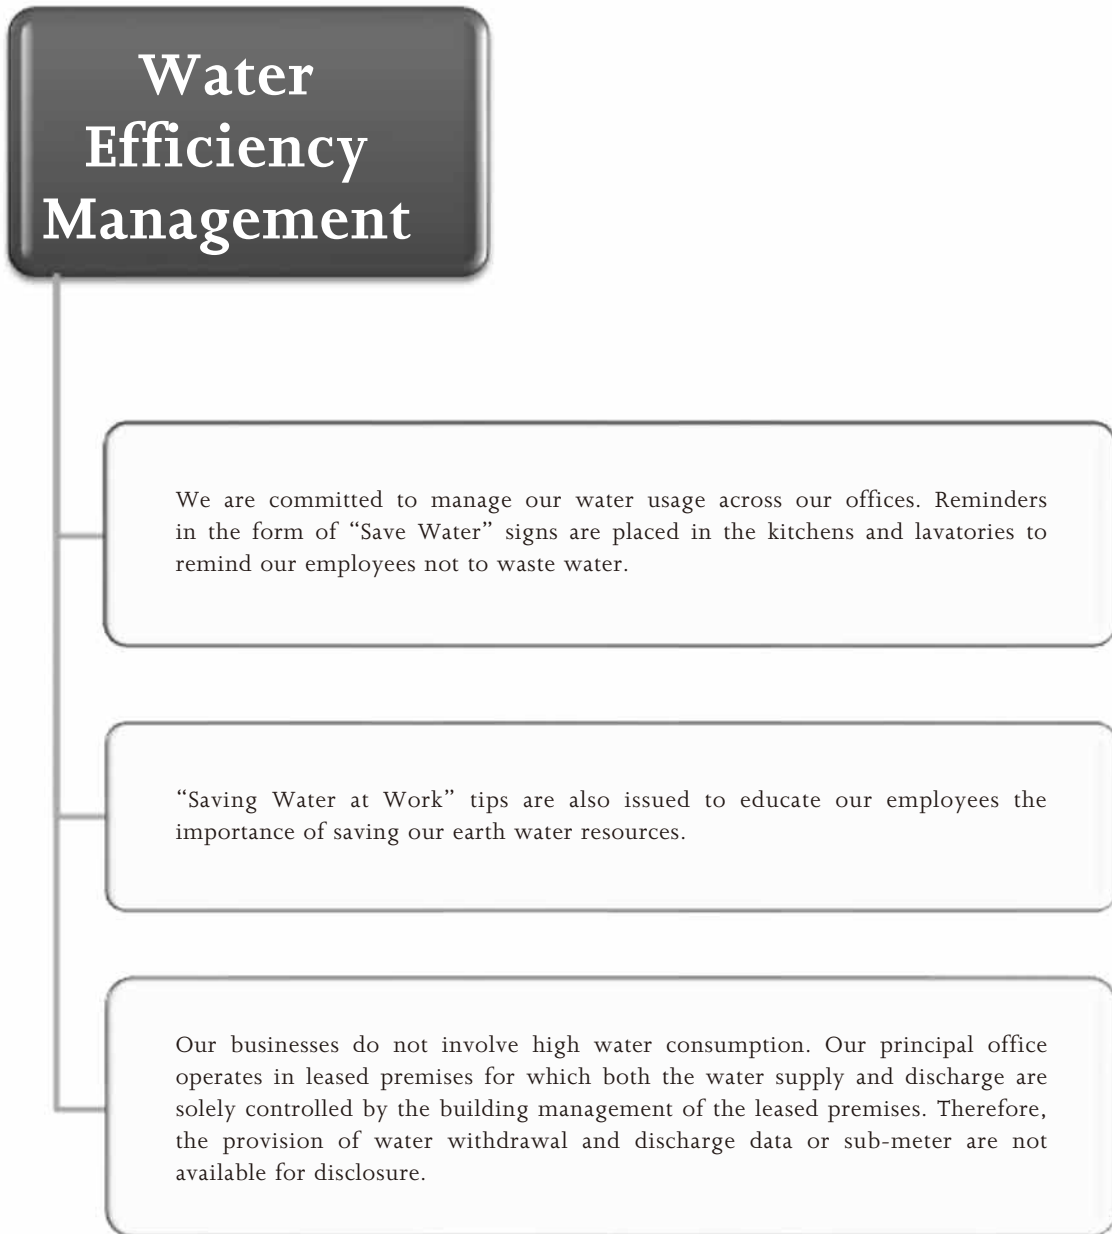 Water
Efficiency
Management
We are committed to manage our water usage across our offices. Reminders
in the form of “Save Water” signs are placed in the kitchens and lavatories to
remind our employees not to waste water.
“Saving Water at Work” tips are also issued to educate our employees the
importance of saving our earth water resources.
Our businesses do not involve high water consumption. Our principal office
operates in leased premises for which both the water supply and discharge are
solely controlled by the building management of the leased premises. Therefore,
the provision of water withdrawal and discharge data or sub-meter are not
available for disclosure.